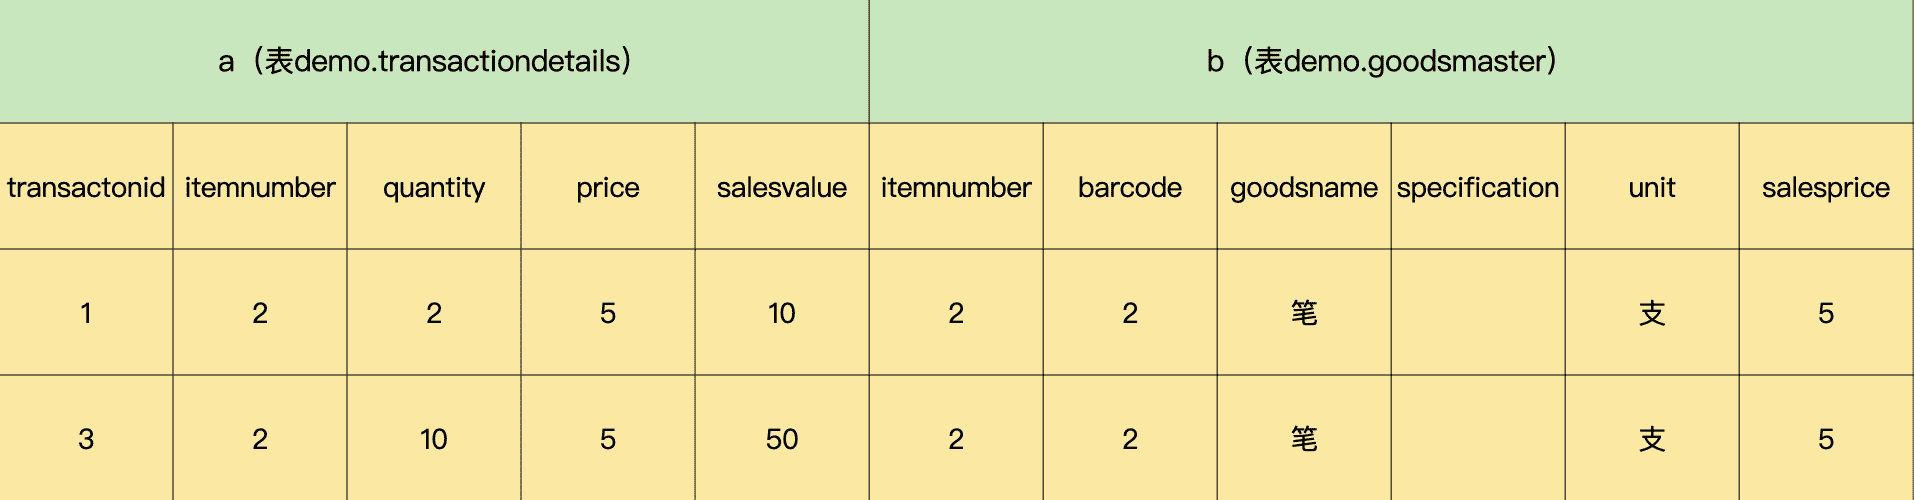 a（表demo.transactiondetails） b（表demo.goodsmaster）
transactonid itemnumber quantity price salesvalue itemnumber barcode goodsname specification unit salesprice
1 2 2 5 10 2 2 笔 支 5
3 2 10 5 50 2 2 笔 支 5